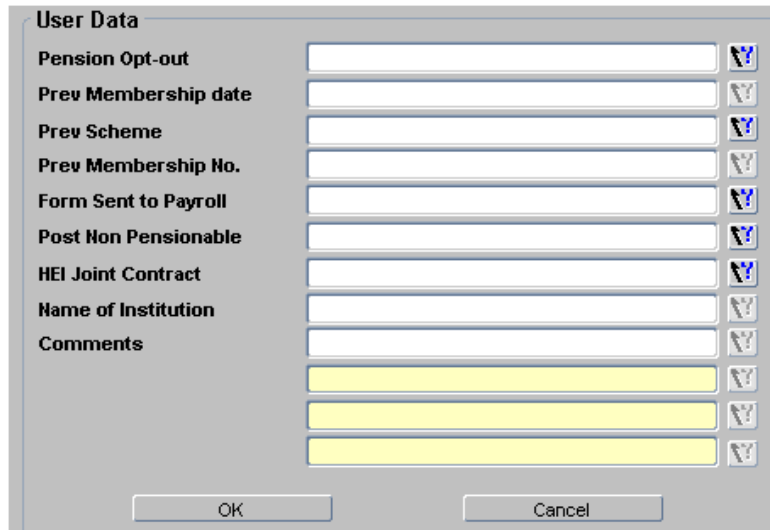 User Data
Pension Opt-out
Prev Membership date
Prev Scheme
Prev Membership No.
Form Sent to Payroll
Post Non Pensionable
HEI Joint Contract
Name of Institution
Comments
OK Cancel